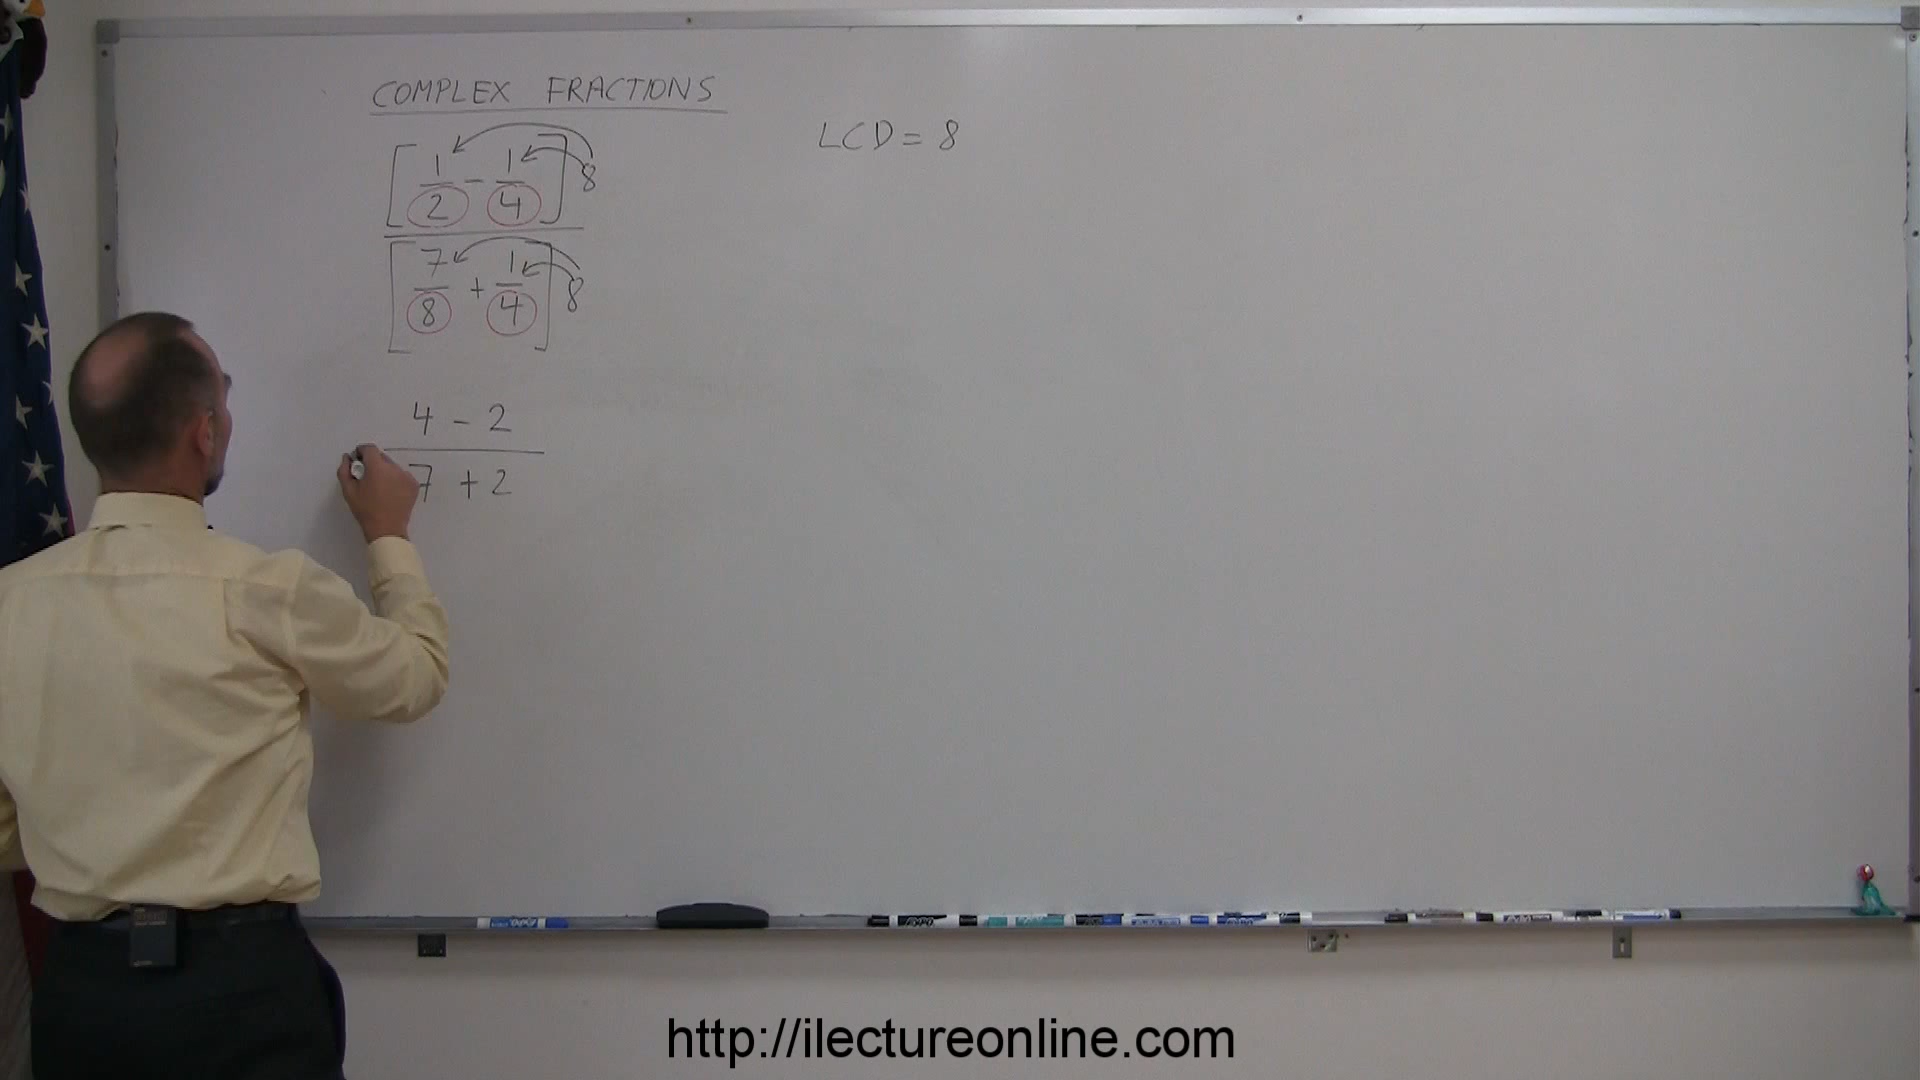 COMPLEX FRACTIONS
LCD = 8
[ 1/2 - 1/4 ] 8
[ 7/8 + 1/4 ] 8
4 - 2
7 + 2
http://ilectureonline.com